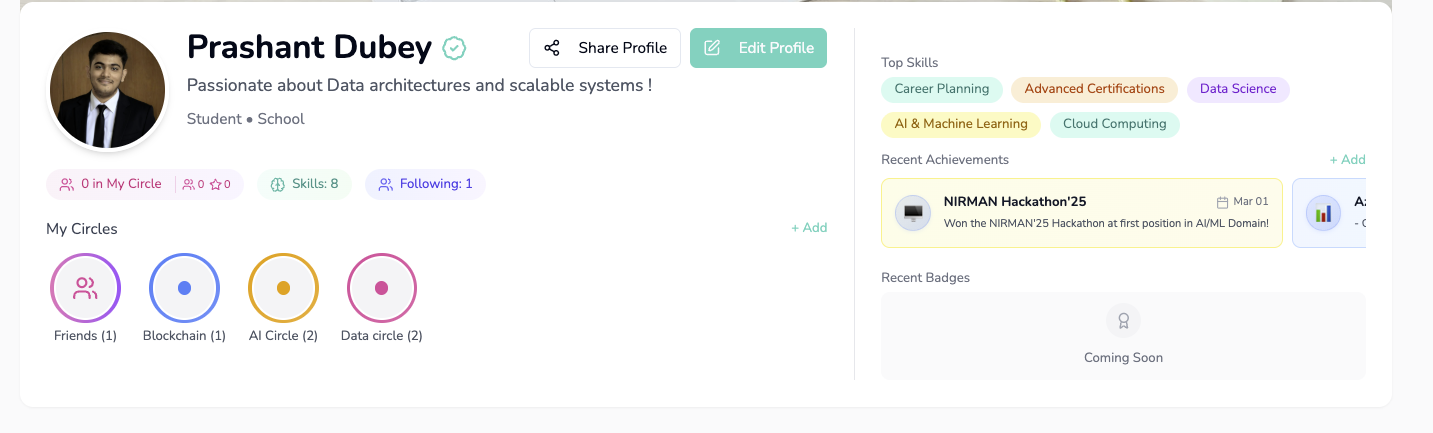 Prashant Dubey
Share Profile
Edit Profile
Passionate about Data architectures and scalable systems !
Student • School
0 in My Circle
0
0
Skills: 8
Following: 1
My Circles
+ Add
Friends (1)
Blockchain (1)
AI Circle (2)
Data circle (2)
Top Skills
Career Planning
Advanced Certifications
Data Science
AI & Machine Learning
Cloud Computing
Recent Achievements
+ Add
NIRMAN Hackathon'25
Mar 01
Won the NIRMAN'25 Hackathon at first position in AI/ML Domain!
Recent Badges
Coming Soon